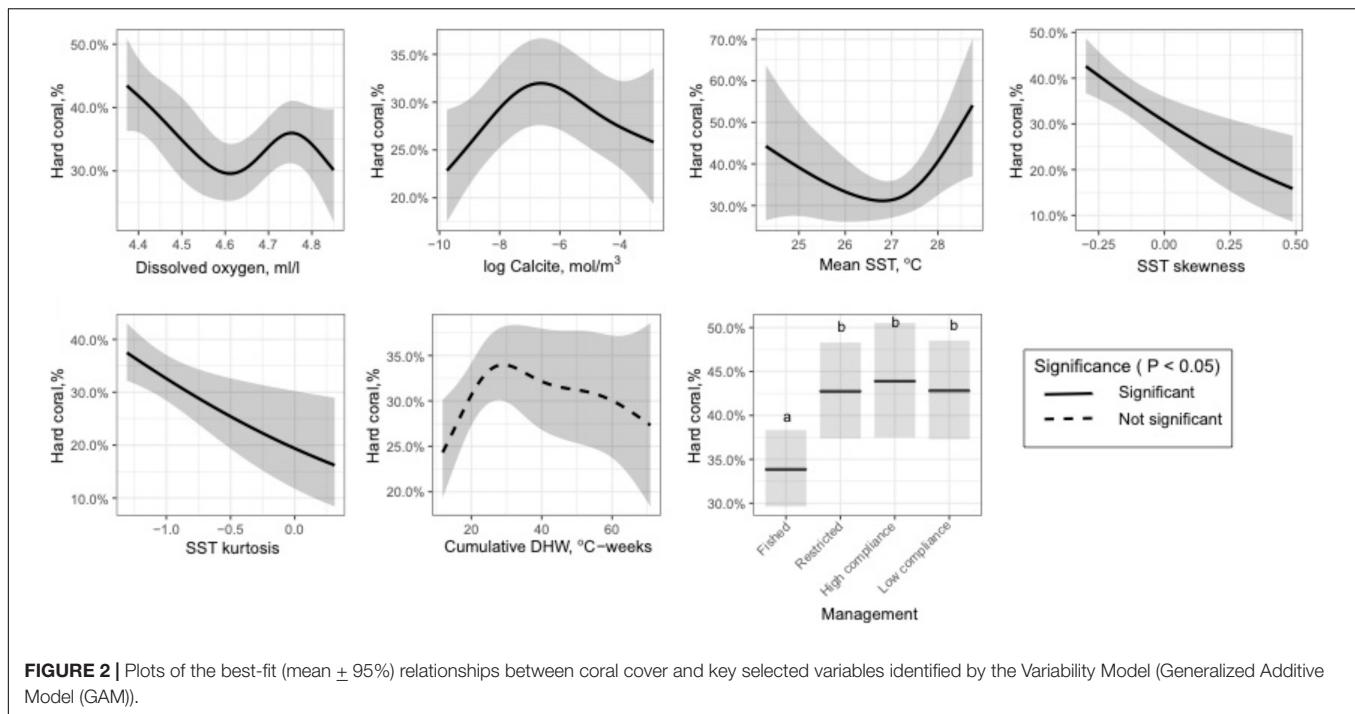 50.0%
40.0%
30.0%
Hard coral,%
4.4 4.5 4.6 4.7 4.8
Dissolved oxygen, ml/l
35.0%
30.0%
25.0%
20.0%
Hard coral,%
−10 −8 −6 −4
log Calcite, mol/m³
70.0%
60.0%
50.0%
40.0%
30.0%
Hard coral,%
25 26 27 28
Mean SST, °C
50.0%
40.0%
30.0%
20.0%
10.0%
Hard coral,%
−0.25 0.00 0.25 0.50
SST skewness
40.0%
30.0%
20.0%
10.0%
Hard coral,%
−1.0 −0.5 0.0
SST kurtosis
35.0%
30.0%
25.0%
20.0%
Hard coral,%
20 40 60
Cumulative DHW, °C−weeks
50.0%
45.0%
40.0%
35.0%
30.0%
Hard coral,%
a b b b
Fished
Restricted
High compliance
Low compliance
Management
Significance ( P < 0.05)
Significant
Not significant
FIGURE 2 | Plots of the best-fit (mean ± 95%) relationships between coral cover and key selected variables identified by the Variability Model (Generalized Additive
Model (GAM)).